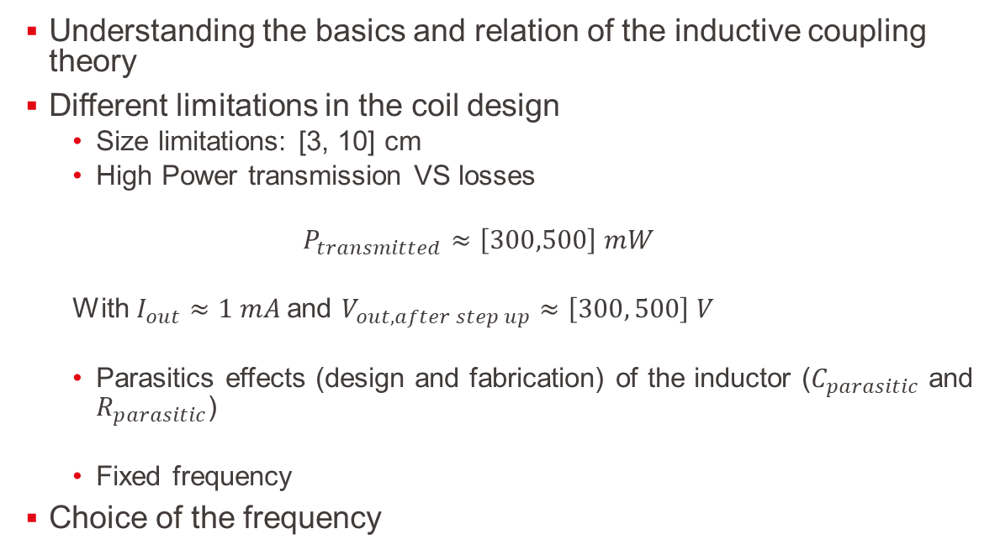 ▪ Understanding the basics and relation of the inductive coupling
theory
▪ Different limitations in the coil design
• Size limitations: [3, 10] cm
• High Power transmission VS losses
P_{transmitted} ≈ [300,500] mW
With I_{out} ≈ 1 mA and V_{out,after step up} ≈ [300, 500] V
• Parasitics effects (design and fabrication) of the inductor (C_{parasitic} and
R_{parasitic})
• Fixed frequency
▪ Choice of the frequency